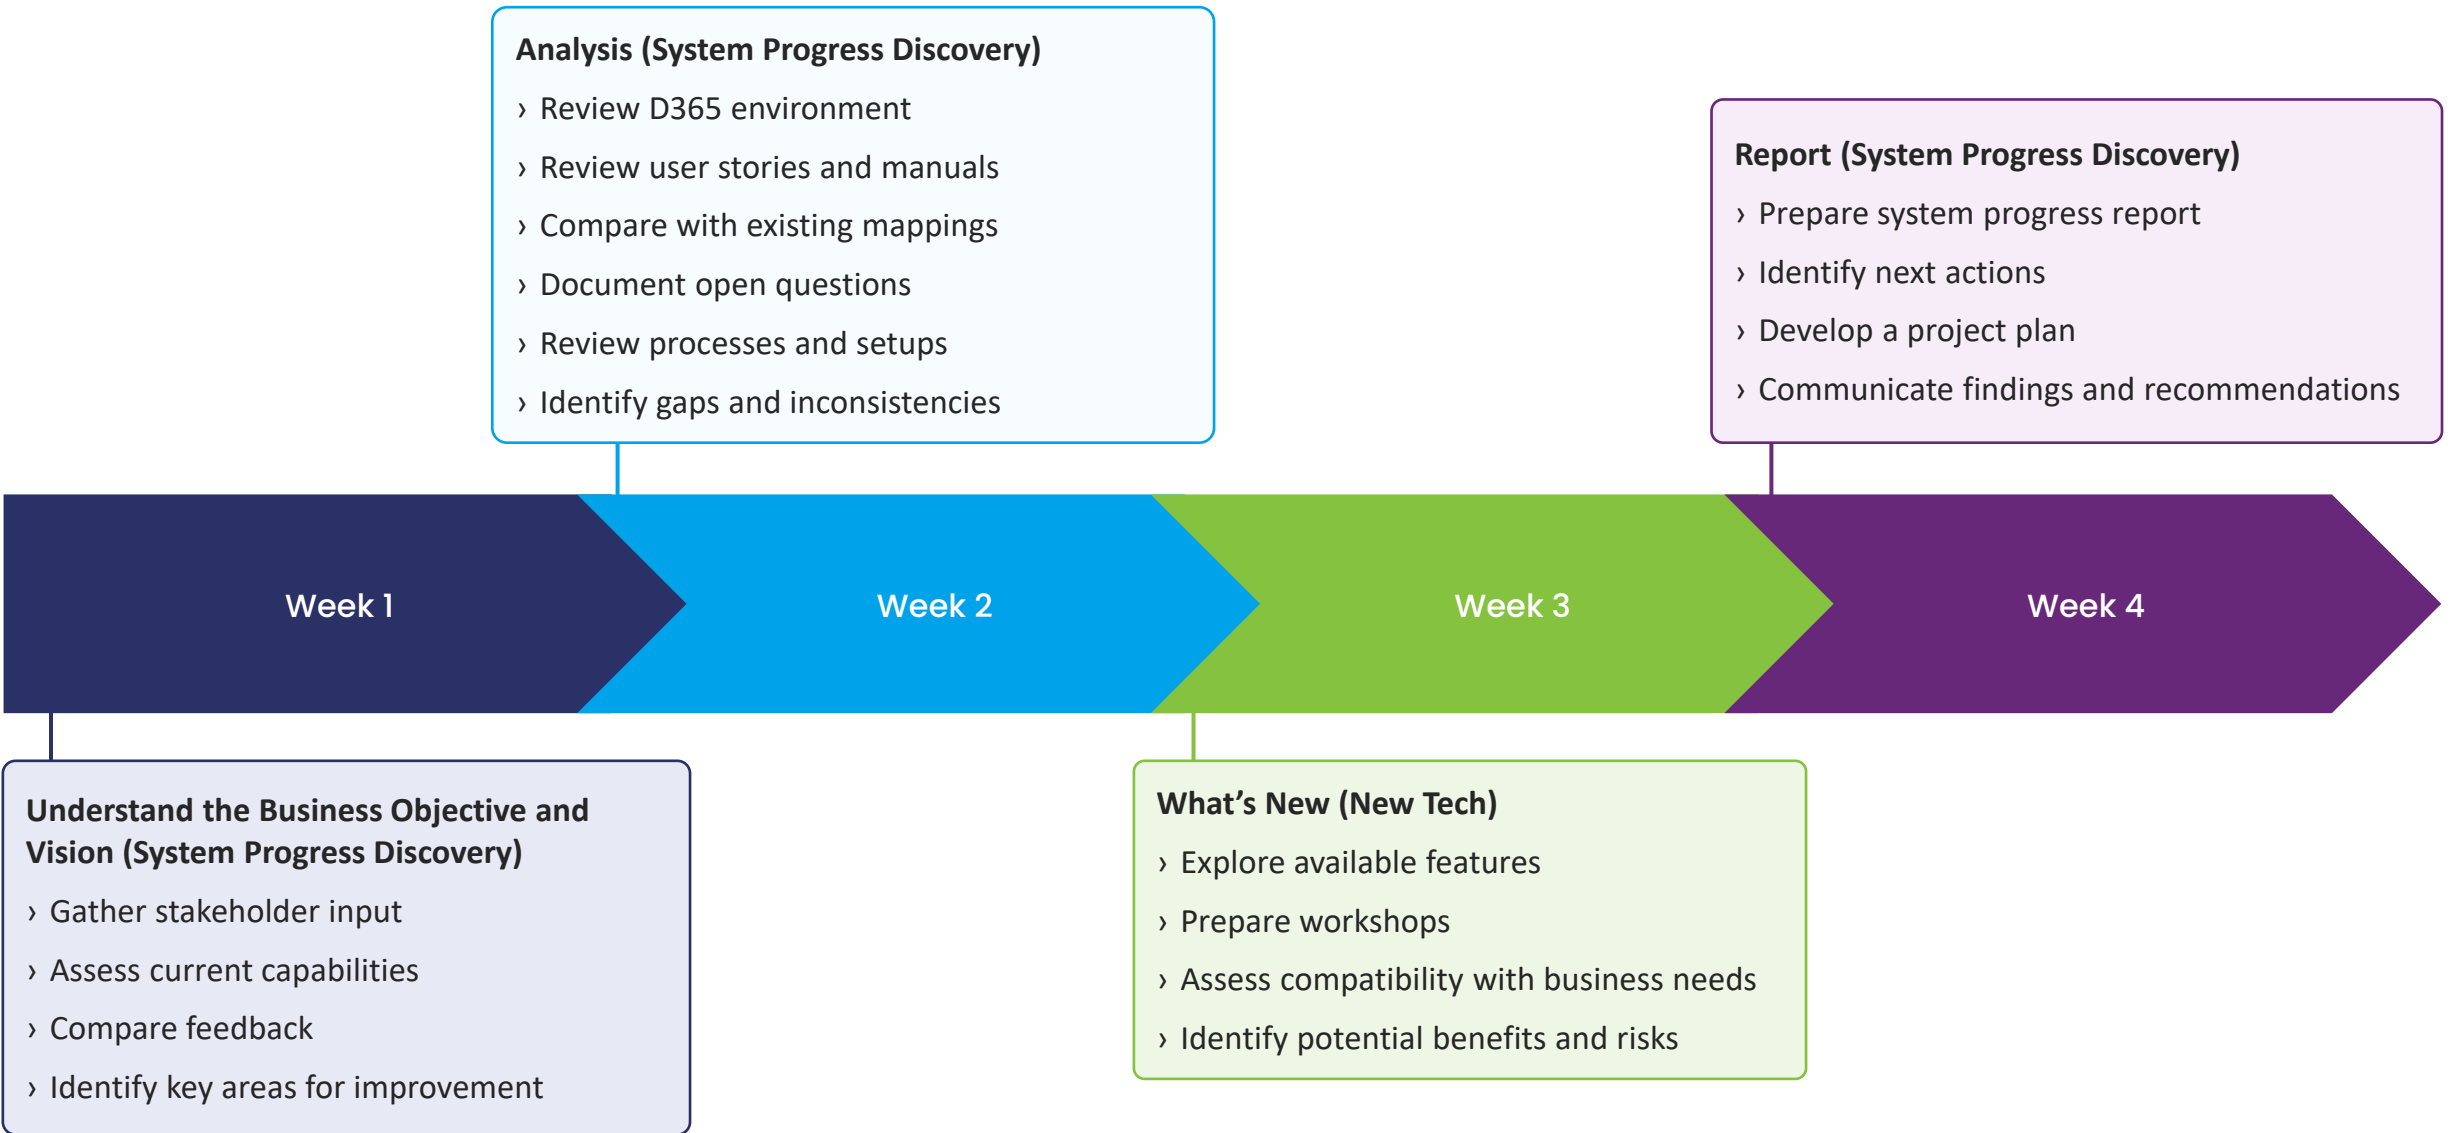 Analysis (System Progress Discovery)
› Review D365 environment
› Review user stories and manuals
› Compare with existing mappings
› Document open questions
› Review processes and setups
› Identify gaps and inconsistencies
Report (System Progress Discovery)
› Prepare system progress report
› Identify next actions
› Develop a project plan
› Communicate findings and recommendations
Week 1
Week 2
Week 3
Week 4
Understand the Business Objective and
Vision (System Progress Discovery)
› Gather stakeholder input
› Assess current capabilities
› Compare feedback
› Identify key areas for improvement
What’s New (New Tech)
› Explore available features
› Prepare workshops
› Assess compatibility with business needs
› Identify potential benefits and risks